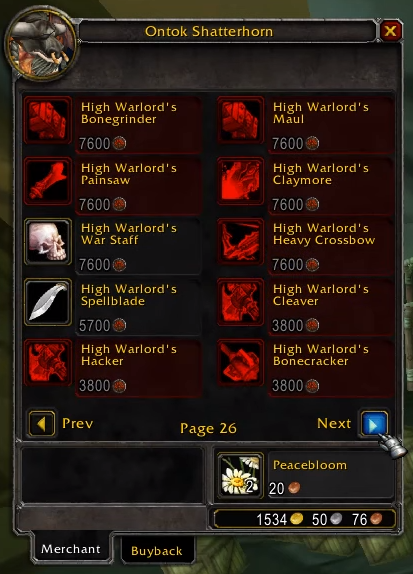 Ontok Shatterhorn
High Warlord's
Bonegrinder
7600
High Warlord's
Maul
7600
High Warlord's
Painsaw
7600
High Warlord's
Claymore
7600
High Warlord's
War Staff
7600
High Warlord's
Heavy Crossbow
7600
High Warlord's
Spellblade
5700
High Warlord's
Cleaver
3800
High Warlord's
Hacker
3800
High Warlord's
Bonecracker
3800
Prev
Page 26
Next
2
Peacebloom
20
1534 50 76
Merchant
Buyback